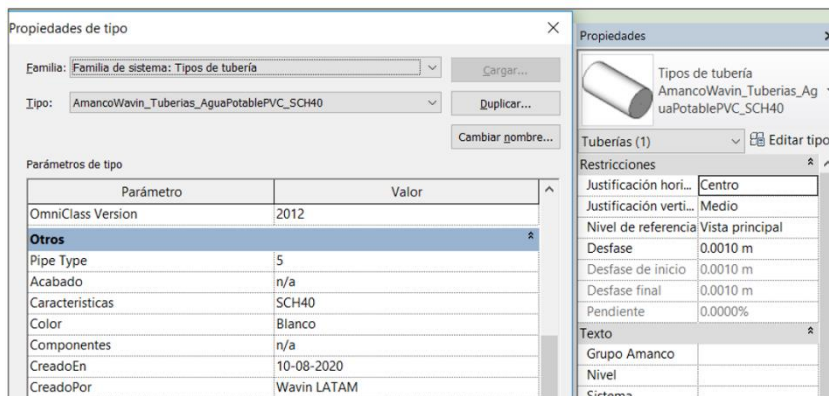 Propiedades de tipo
Familia: Familia de sistema: Tipos de tubería
Cargar...
Tipo: AmancoWavin_Tuberias_AguaPotablePVC_SCH40
Duplicar...
Cambiar nombre...
Parámetros de tipo
Parámetro Valor
OmniClass Version 2012
Otros
Pipe Type 5
Acabado n/a
Caracteristicas SCH40
Color Blanco
Componentes n/a
CreadoEn 10-08-2020
CreadoPor Wavin LATAM
Propiedades
Tipos de tubería
AmancoWavin_Tuberias_Ag
uaPotablePVC_SCH40
Tuberías (1) Editar tipo
Restricciones
Justificación hori... Centro
Justificación verti... Medio
Nivel de referencia Vista principal
Desfase 0.0010 m
Desfase de inicio 0.0010 m
Desfase final 0.0010 m
Pendiente 0.0000%
Texto
Grupo Amanco
Nivel
Sistema